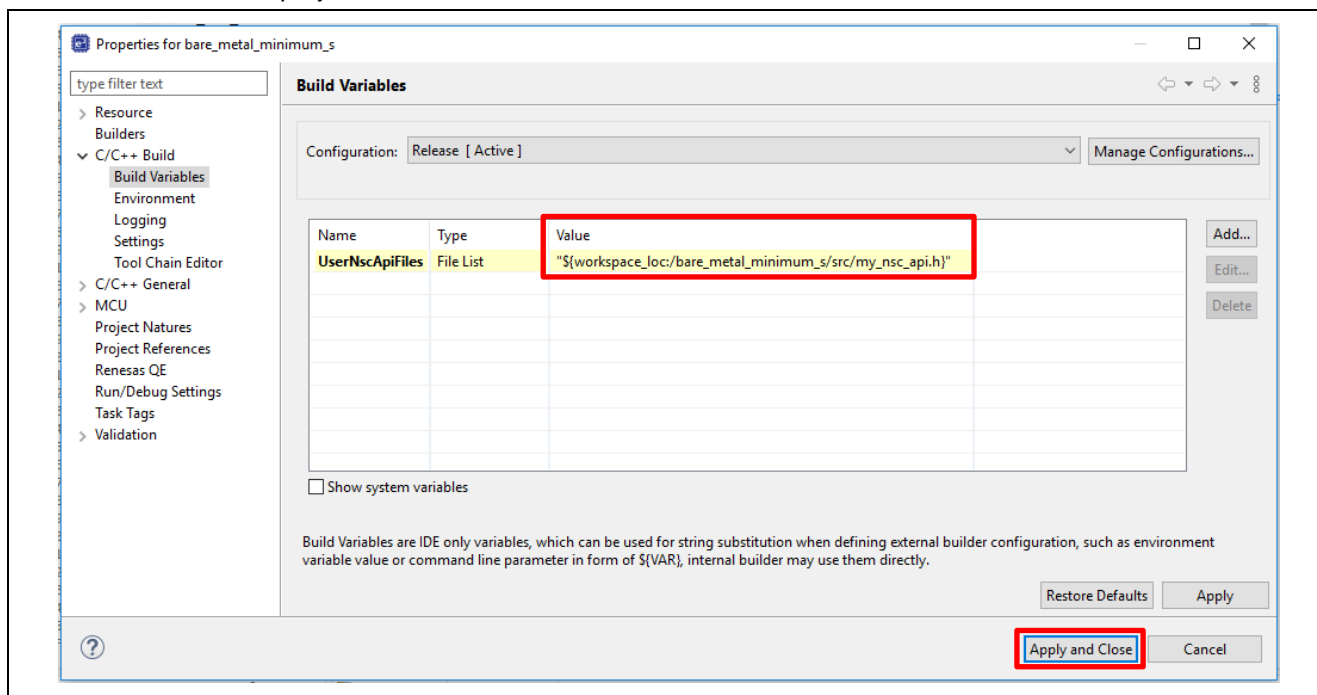 Properties for bare_metal_minimum_s
type filter text
Resource
Builders
C/C++ Build
Build Variables
Environment
Logging
Settings
Tool Chain Editor
C/C++ General
MCU
Project Natures
Project References
Renesas QE
Run/Debug Settings
Task Tags
Validation
Build Variables
Configuration: Release [ Active ] Manage Configurations...
Name Type Value
UserNscApiFiles File List "${workspace_loc:/bare_metal_minimum_s/src/my_nsc_api.h}"
Add...
Edit...
Delete
Show system variables
Build Variables are IDE only variables, which can be used for string substitution when defining external builder configuration, such as environment
variable value or command line parameter in form of ${VAR}, internal builder may use them directly.
Restore Defaults Apply
Apply and Close Cancel